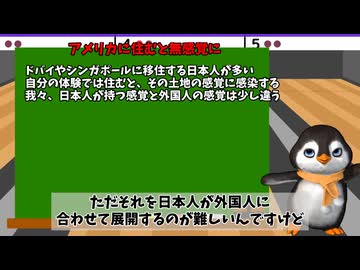 4 5
アメリカに住むと無感覚に
ドバイやシンガポールに移住する日本人が多い
自分の体験では住むと、その土地の感覚に感染する
我々、日本人が持つ感覚と外国人の感覚は少し違う
ただそれを日本人が外国人に
合わせて展開するのが難しいんですけど